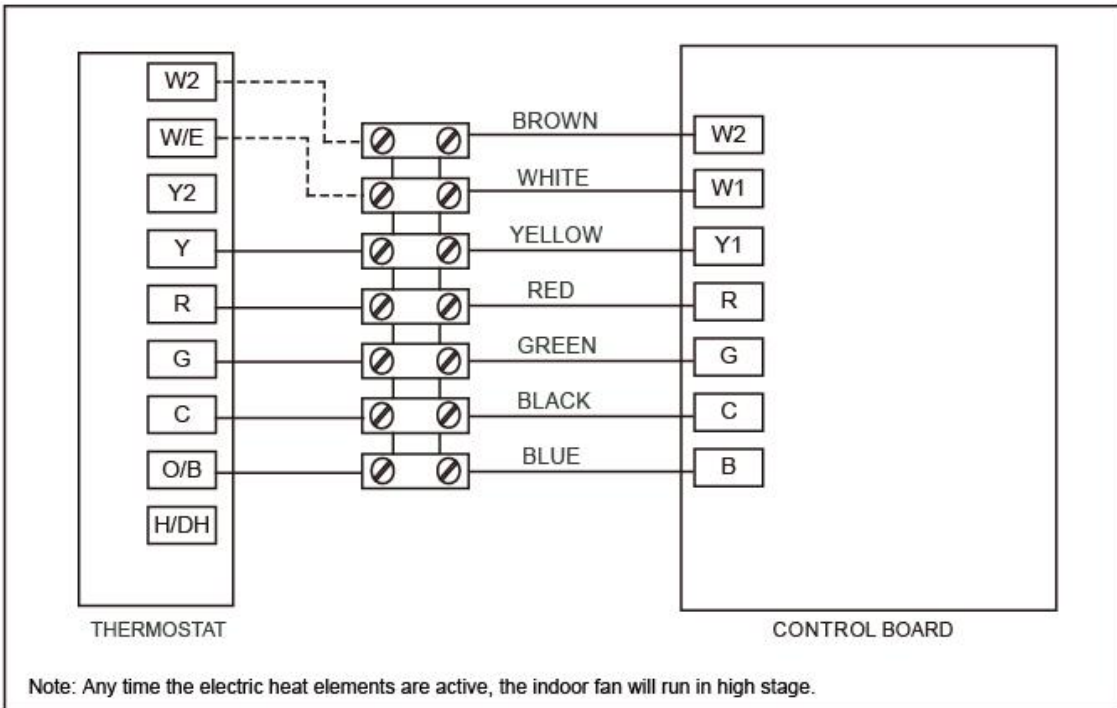 W2
W/E
Y2
Y
R
G
C
O/B
H/DH
THERMOSTAT
BROWN
WHITE
YELLOW
RED
GREEN
BLACK
BLUE
W2
W1
Y1
R
G
C
B
CONTROL BOARD
Note: Any time the electric heat elements are active, the indoor fan will run in high stage.